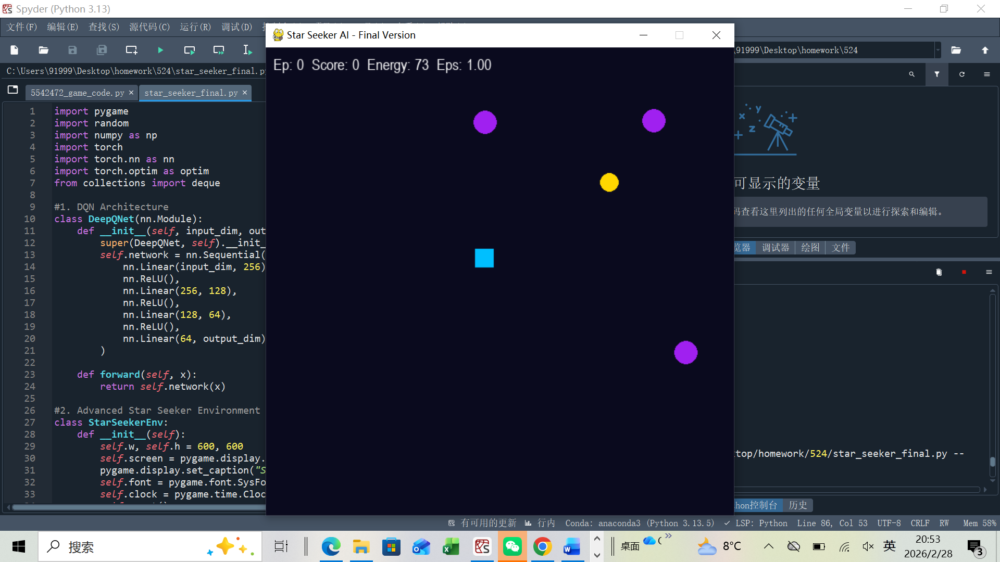 Spyder (Python 3.13)
文件(F) 编辑(E) 查找(S) 源代码(C) 运行(R) 调试(D)
Star Seeker AI - Final Version
91999\Desktop\homework\524
C:\Users\91999\Desktop\homework\524\star_seeker_final.p
5542472_game_code.py
star_seeker_final.py
Ep: 0 Score: 0 Energy: 73 Eps: 1.00
1 import pygame
2 import random
3 import numpy as np
4 import torch
5 import torch.nn as nn
6 import torch.optim as optim
7 from collections import deque
8
9 #1. DQN Architecture
10 class DeepQNet(nn.Module):
11 def __init__(self, input_dim, out
12 super(DeepQNet, self).__init_
13 self.network = nn.Sequential(
14 nn.Linear(input_dim, 256)
15 nn.ReLU(),
16 nn.Linear(256, 128),
17 nn.ReLU(),
18 nn.Linear(128, 64),
19 nn.ReLU(),
20 nn.Linear(64, output_dim)
21 )
22
23 def forward(self, x):
24 return self.network(x)
25
26 #2. Advanced Star Seeker Environment
27 class StarSeekerEnv:
28 def __init__(self):
29 self.w, self.h = 600, 600
30 self.screen = pygame.display.
31 pygame.display.set_caption("S
32 self.font = pygame.font.SysFo
33 self.clock = pygame.time.Cloc
x y z
可显示的变量
码查看这里列出的任何全局变量以进行探索和编辑。
览器 调试器 绘图 文件
top/homework/524/star_seeker_final.py --
hon控制台 历史
有可用的更新 行内 Conda: anaconda3 (Python 3.13.5) LSP: Python Line 86, Col 53 UTF-8 CRLF RW Mem 58%
搜索
桌面
8°C
英
20:53
2026/2/28
3